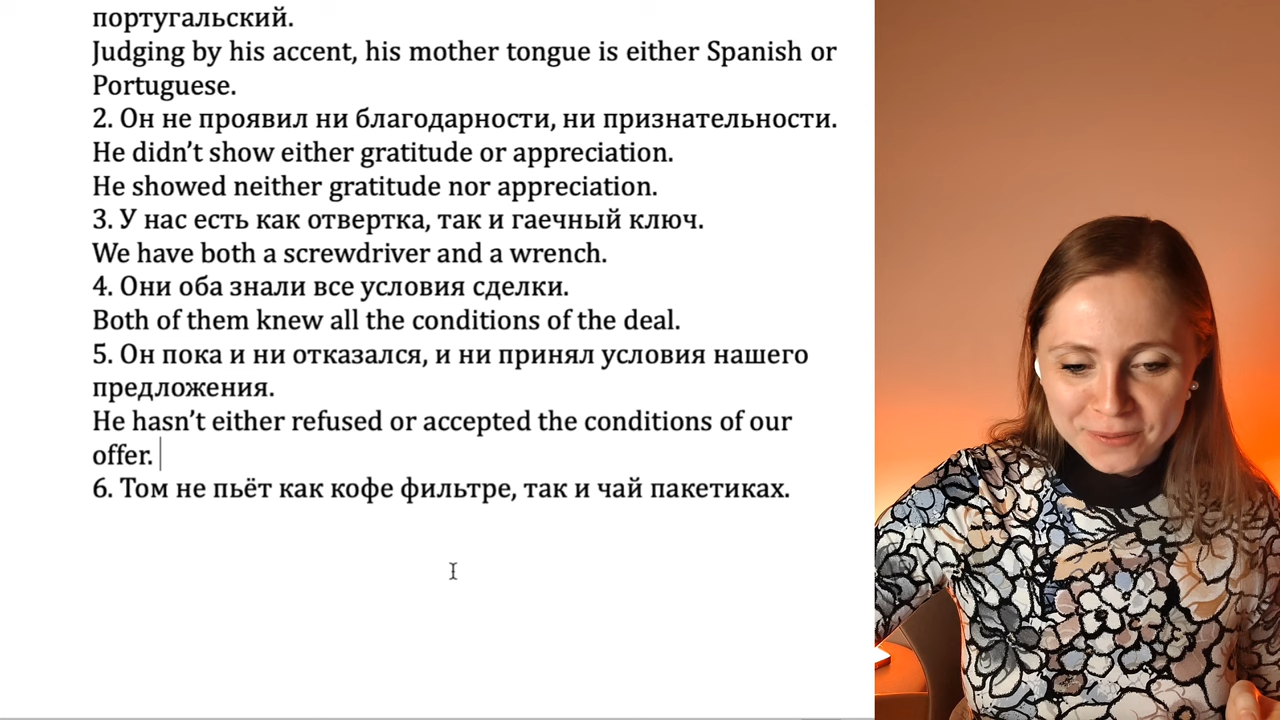 португальский.
Judging by his accent, his mother tongue is either Spanish or
Portuguese.
2. Он не проявил ни благодарности, ни признательности.
He didn’t show either gratitude or appreciation.
He showed neither gratitude nor appreciation.
3. У нас есть как отвертка, так и гаечный ключ.
We have both a screwdriver and a wrench.
4. Они оба знали все условия сделки.
Both of them knew all the conditions of the deal.
5. Он пока и ни отказался, и ни принял условия нашего
предложения.
He hasn’t either refused or accepted the conditions of our
offer.
6. Том не пьёт как кофе фильтре, так и чай пакетиках.